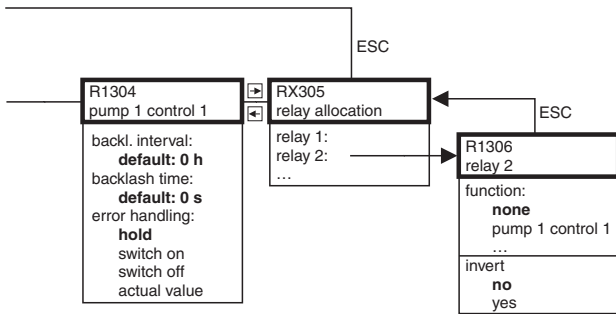 ESC
R1304
pump 1 control 1
backl. interval:
default: 0 h
backlash time:
default: 0 s
error handling:
hold
switch on
switch off
actual value
RX305
relay allocation
relay 1:
relay 2:
...
ESC
R1306
relay 2
function:
none
pump 1 control 1
...
invert
no
yes